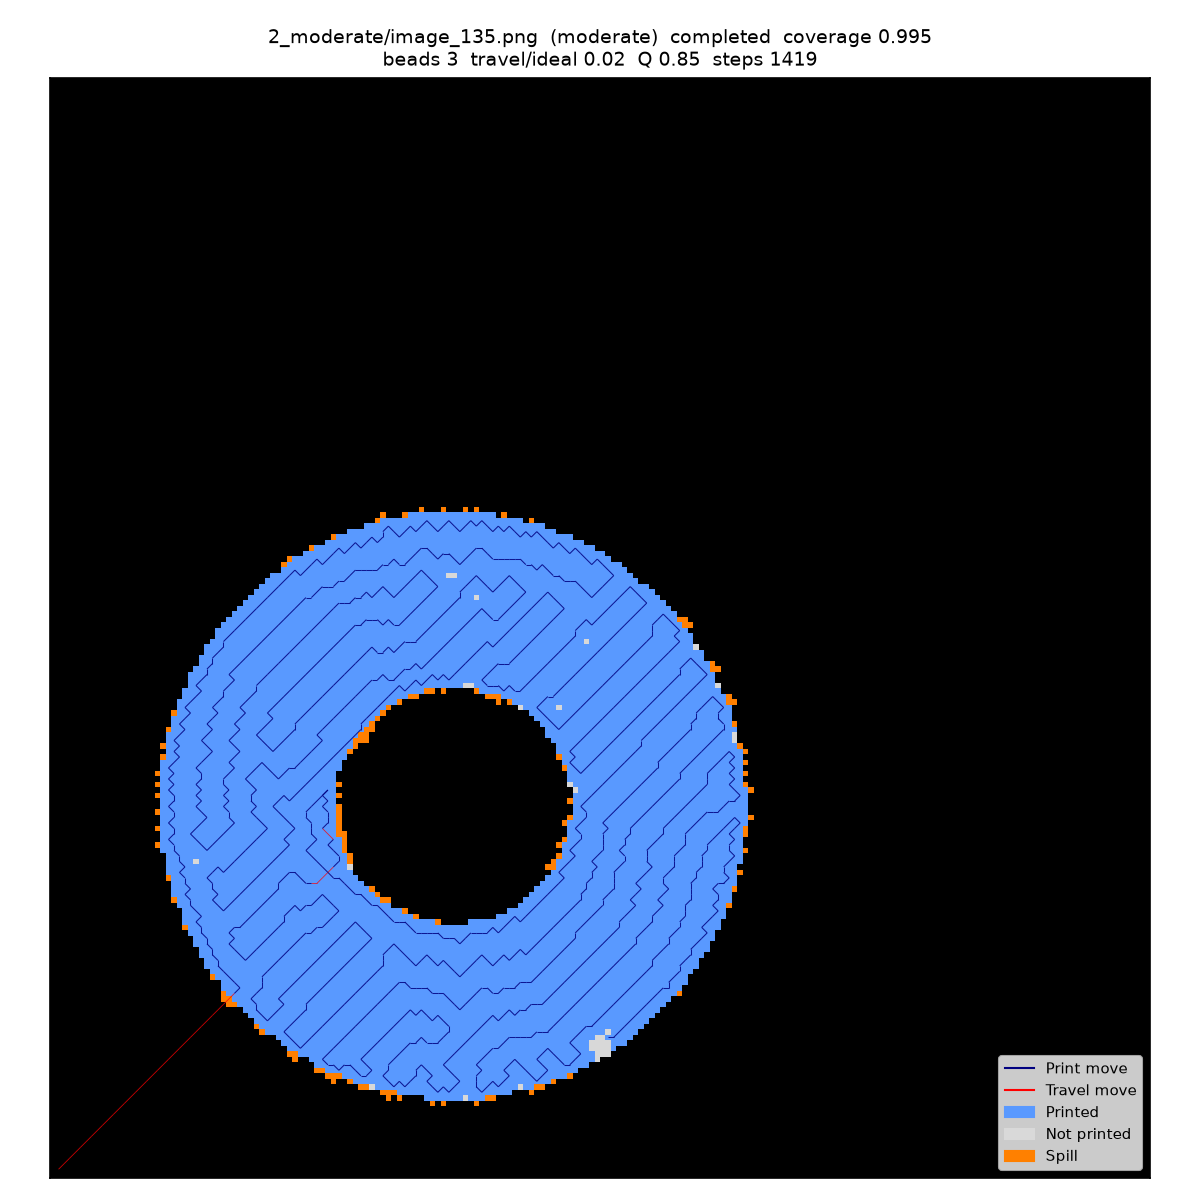 2_moderate/image_135.png (moderate) completed coverage 0.995
beads 3 travel/ideal 0.02 Q 0.85 steps 1419
Print move
Travel move
Printed
Not printed
Spill